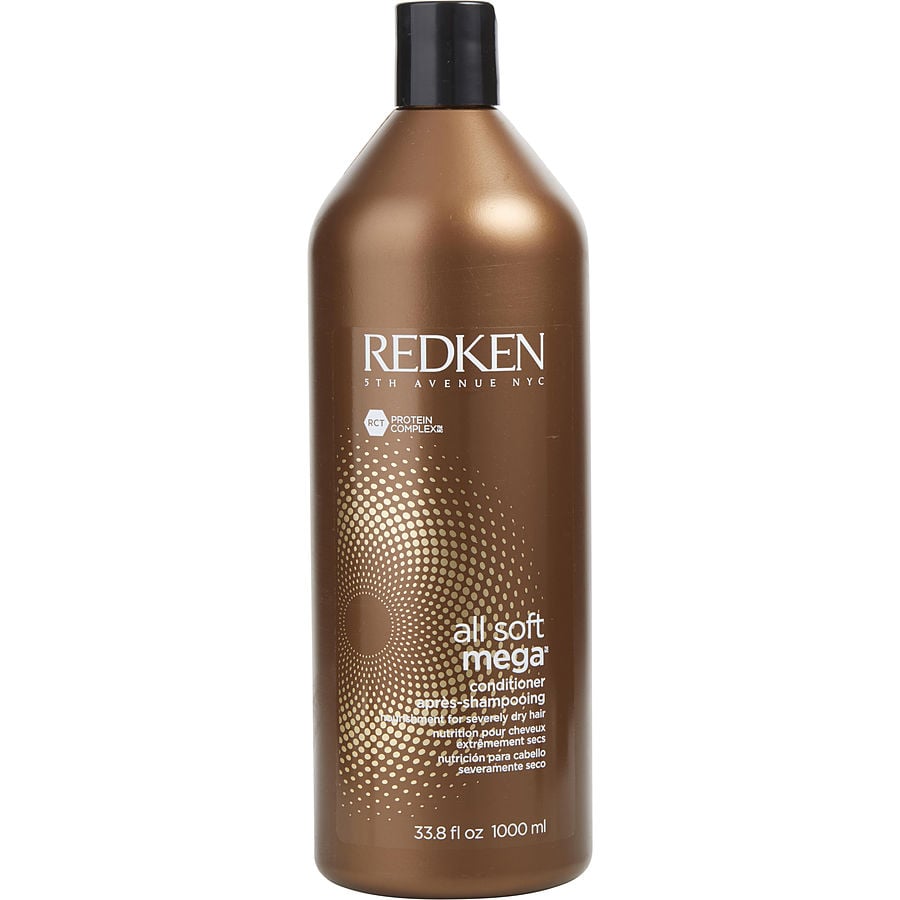 REDKEN
5TH AVENUE NYC
RCT
PROTEIN
COMPLEX
all soft
mega
conditioner
après-shampooing
nourishment for severely dry hair
nutrition pour cheveux
extrêmement secs
nutrición para cabello
severamente seco
33.8 fl oz 1000 ml